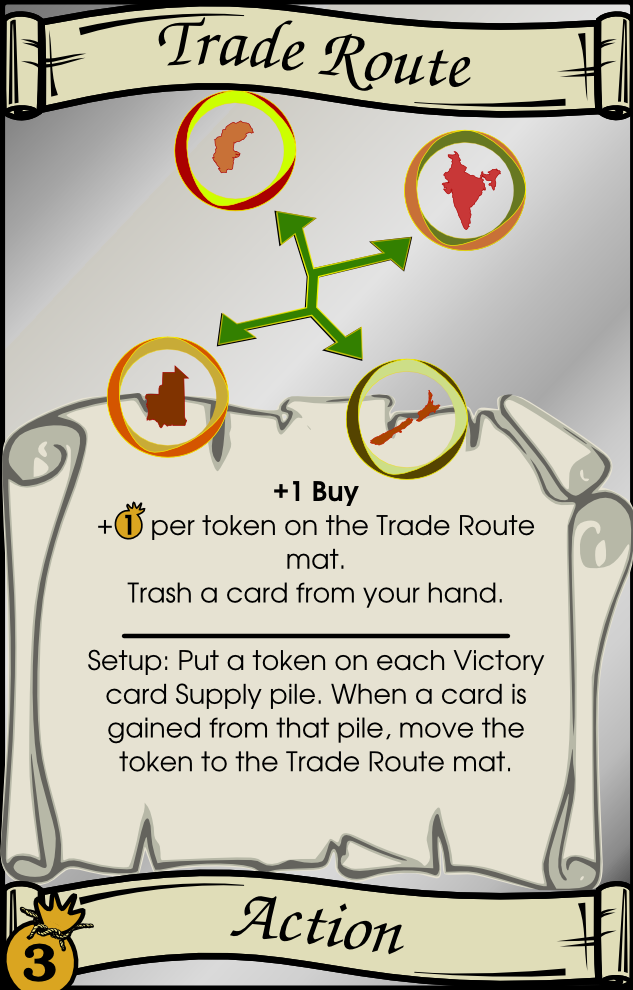 Trade Route
+1 Buy
+1 per token on the Trade Route
mat.
Trash a card from your hand.
Setup: Put a token on each Victory
card Supply pile. When a card is
gained from that pile, move the
token to the Trade Route mat.
Action
3